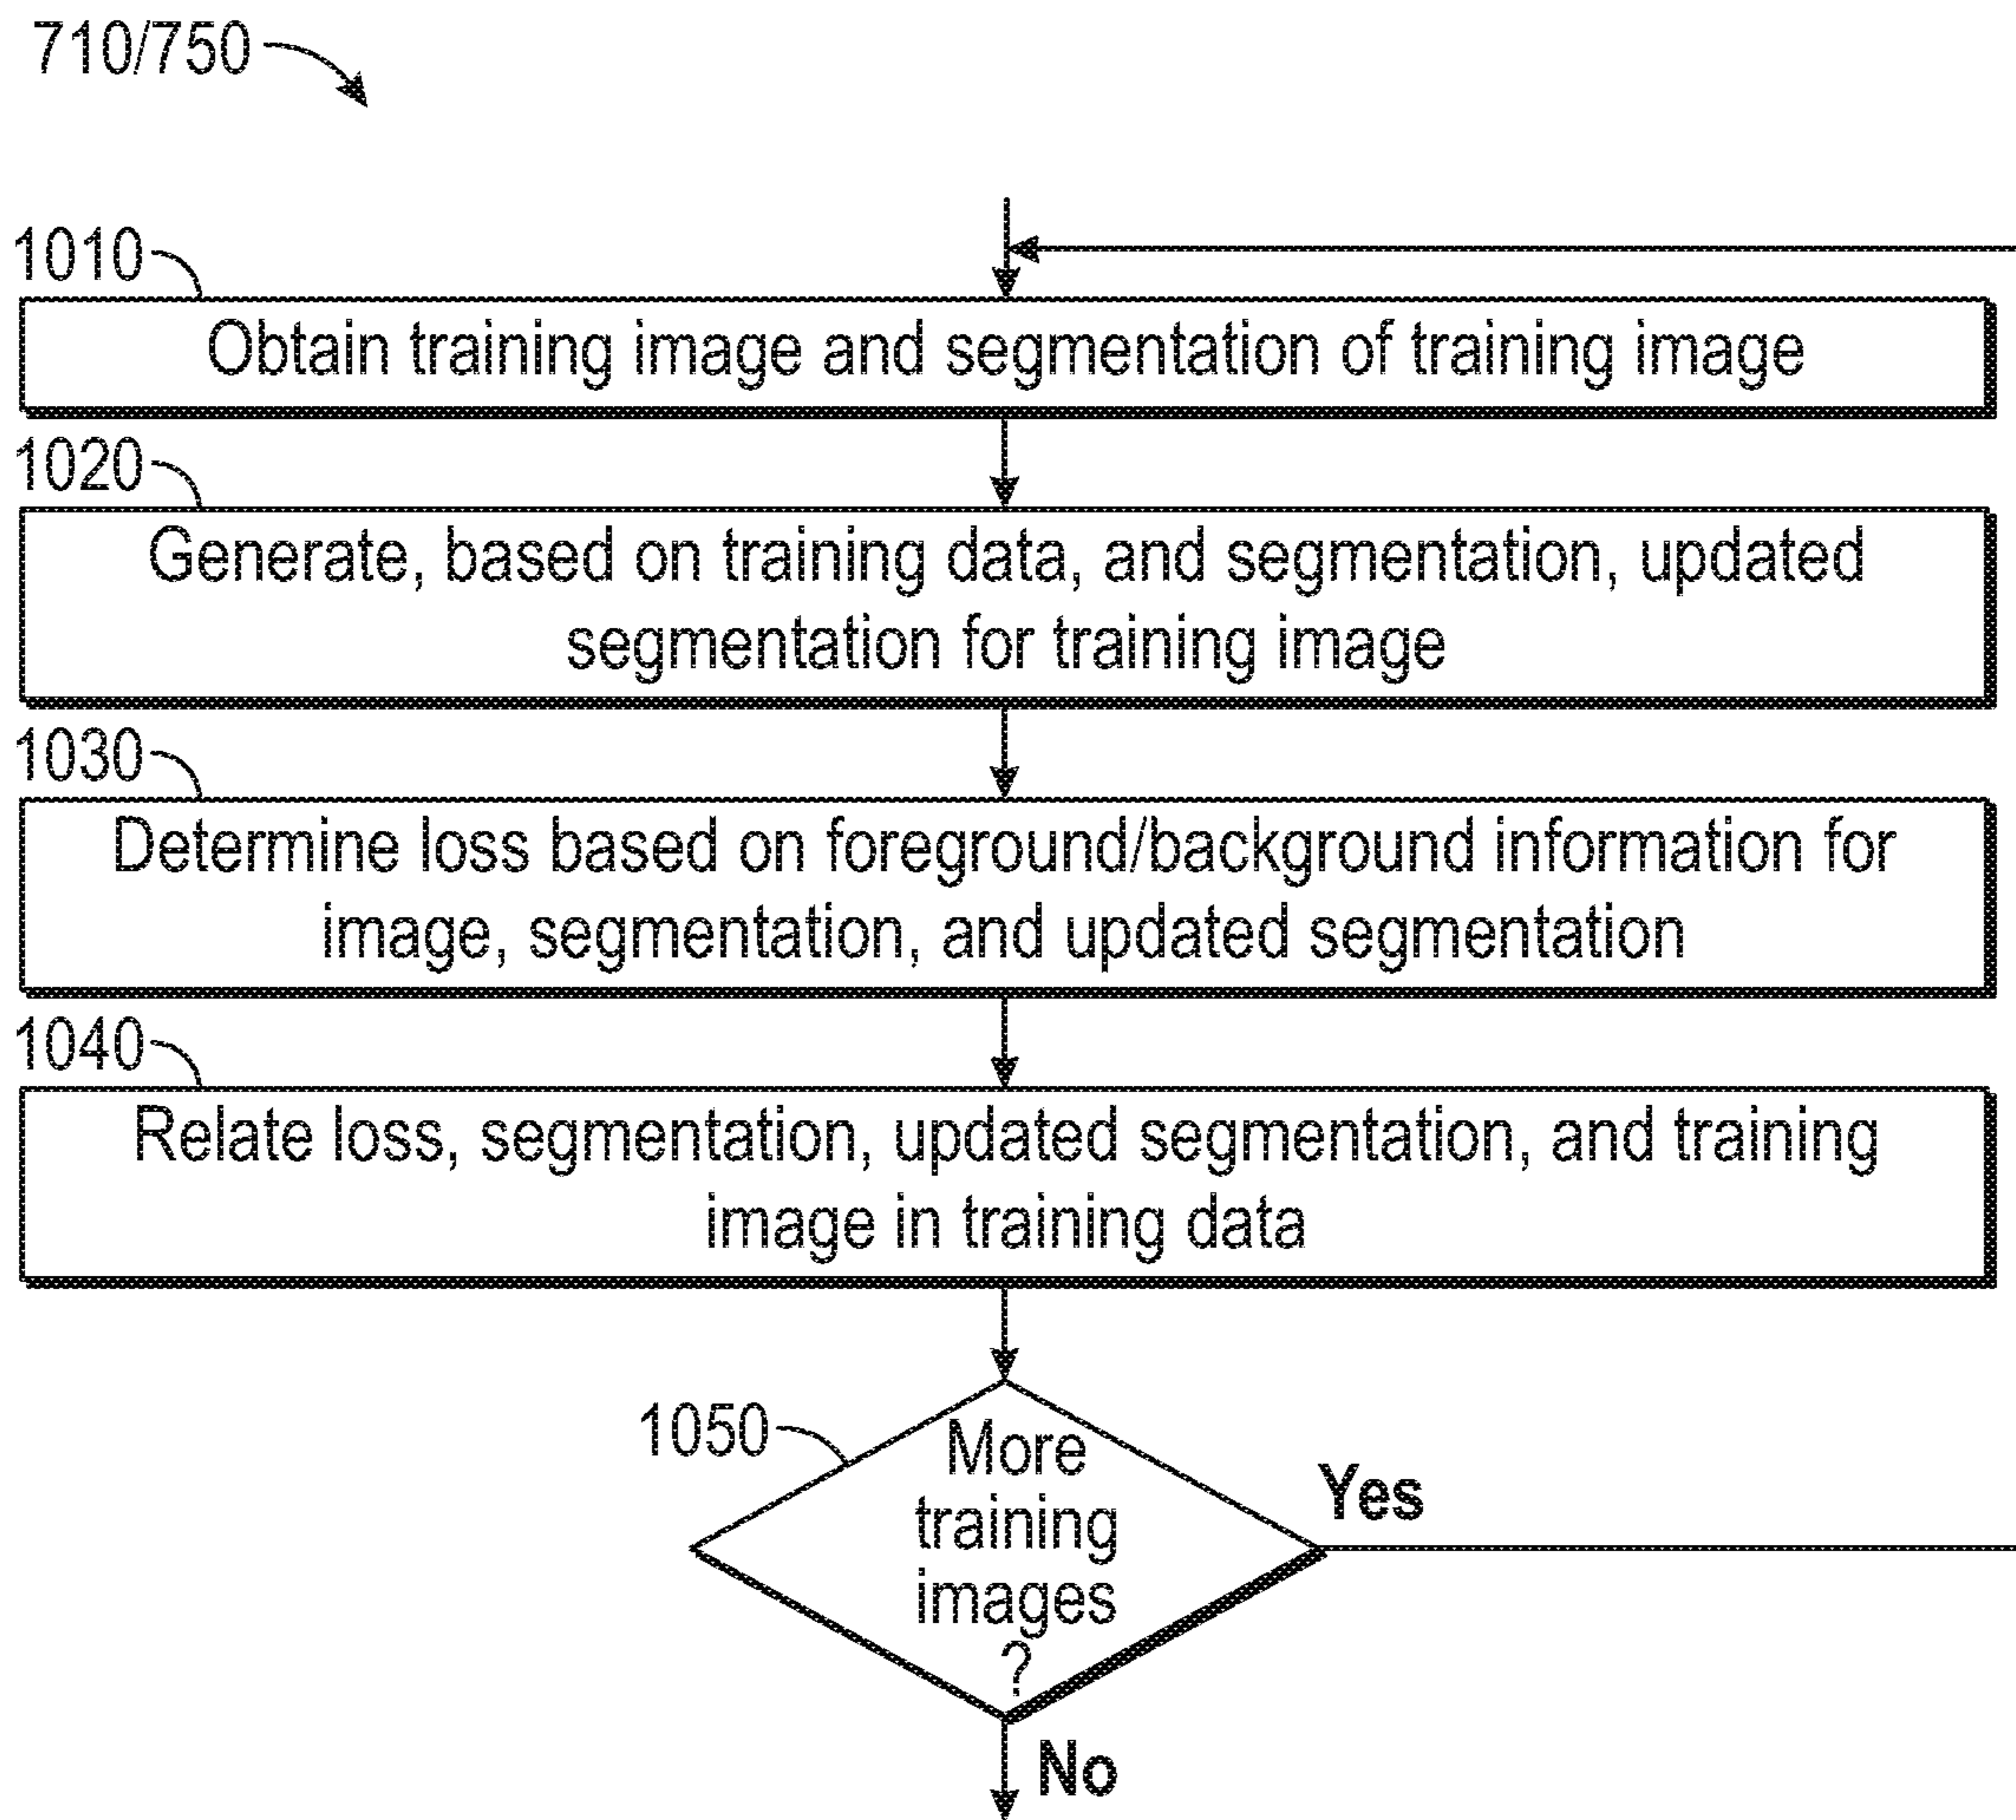 710/750
1010
Obtain training image and segmentation of training image
1020
Generate, based on training data, and segmentation, updated
segmentation for training image
1030
Determine loss based on foreground/background information for
image, segmentation, and updated segmentation
1040
Relate loss, segmentation, updated segmentation, and training
image in training data
1050
More
training
images
?
Yes
No